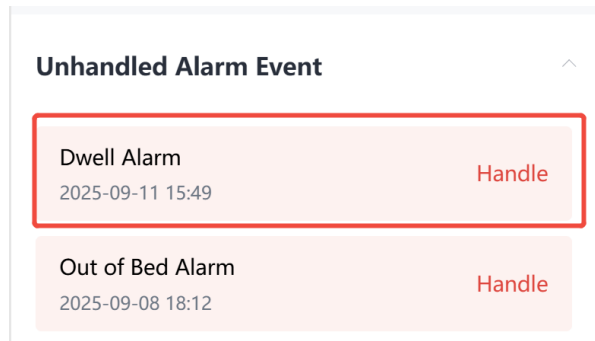 Unhandled Alarm Event
Dwell Alarm
2025-09-11 15:49
Handle
Out of Bed Alarm
2025-09-08 18:12
Handle